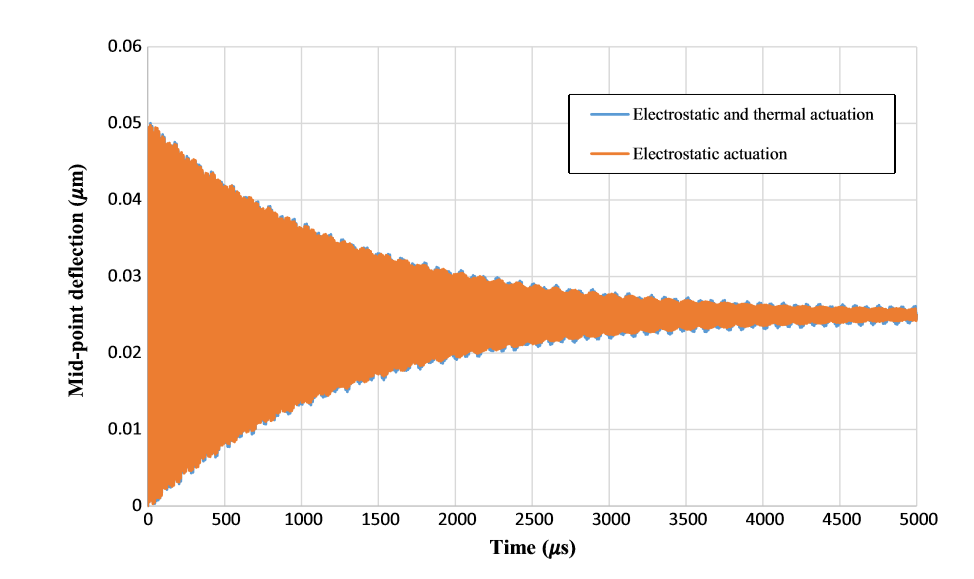 0.06
0.05
0.04
0.03
0.02
0.01
0
Mid-point deflection (μm)
Electrostatic and thermal actuation
Electrostatic actuation
0 500 1000 1500 2000 2500 3000 3500 4000 4500 5000
Time (μs)